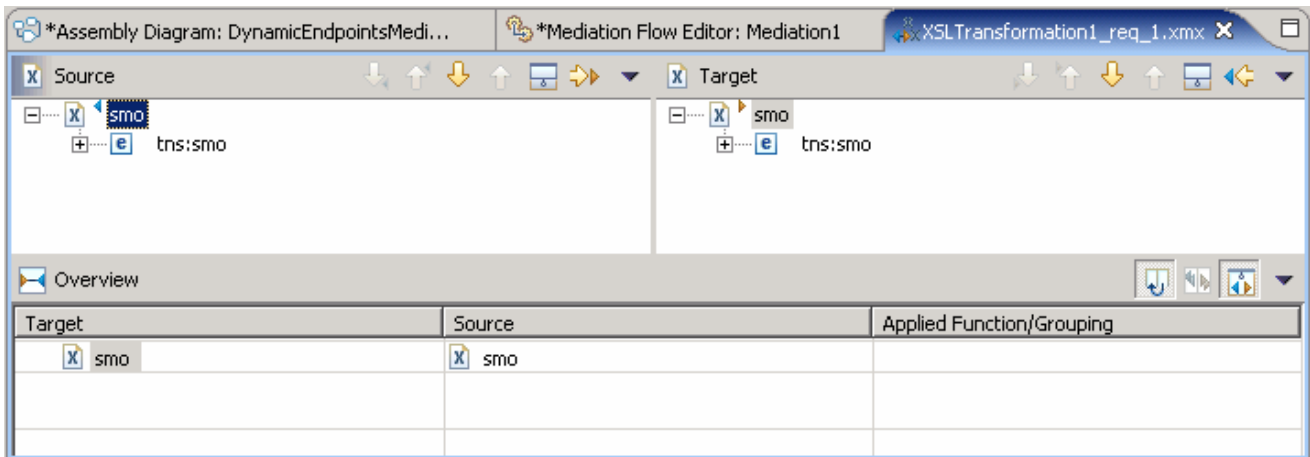 *Assembly Diagram: DynamicEndpointsMedi... *Mediation Flow Editor: Mediation1 XSLTransformation1_req_1.xmx
Source Target
smo smo
tns:smo tns:smo
Overview
Target Source Applied Function/Grouping
smo smo